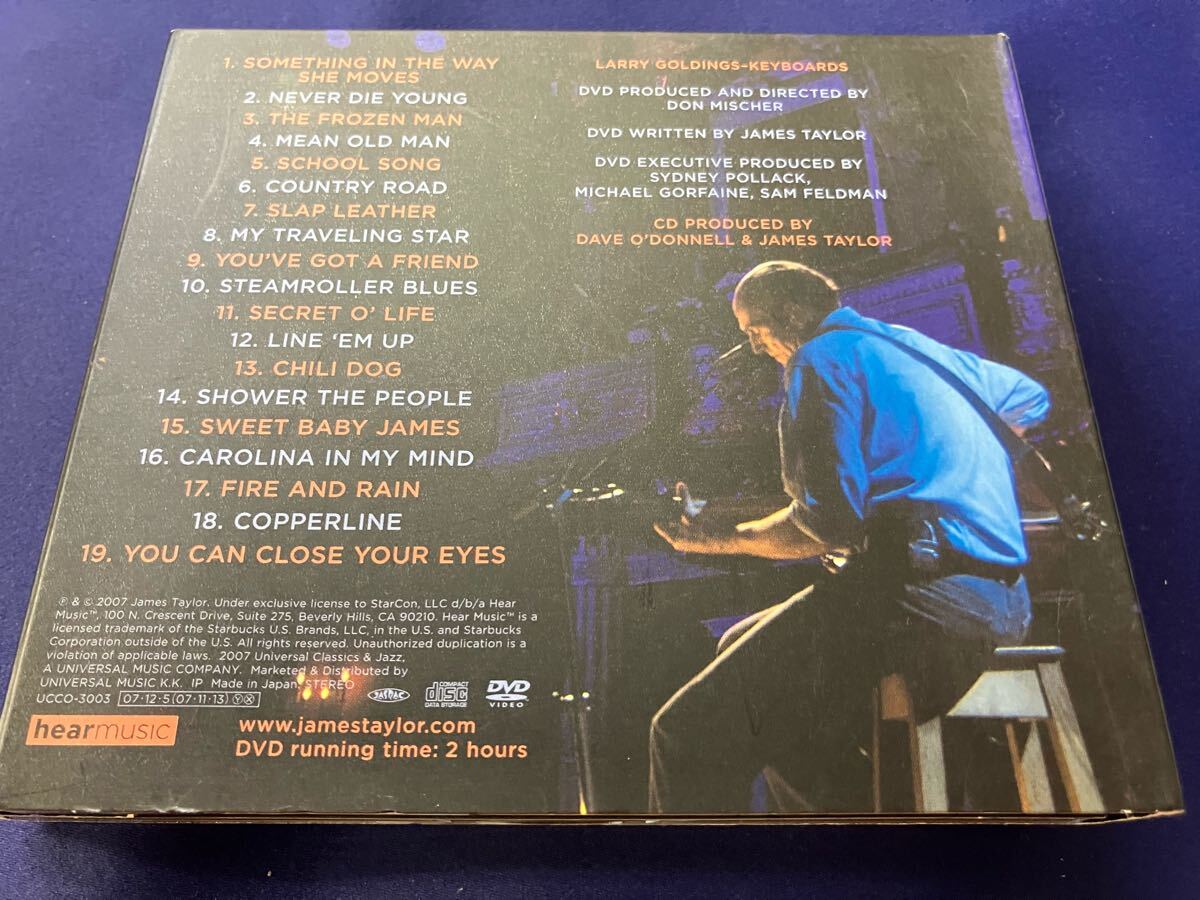 1. SOMETHING IN THE WAY
SHE MOVES
2. NEVER DIE YOUNG
3. THE FROZEN MAN
4. MEAN OLD MAN
5. SCHOOL SONG
6. COUNTRY ROAD
7. SLAP LEATHER
8. MY TRAVELING STAR
9. YOU'VE GOT A FRIEND
10. STEAMROLLER BLUES
11. SECRET O' LIFE
12. LINE 'EM UP
13. CHILI DOG
14. SHOWER THE PEOPLE
15. SWEET BABY JAMES
16. CAROLINA IN MY MIND
17. FIRE AND RAIN
18. COPPERLINE
19. YOU CAN CLOSE YOUR EYES
LARRY GOLDINGS–KEYBOARDS
DVD PRODUCED AND DIRECTED BY
DON MISCHER
DVD WRITTEN BY JAMES TAYLOR
DVD EXECUTIVE PRODUCED BY
SYDNEY POLLACK,
MICHAEL GORFAINE, SAM FELDMAN
CD PRODUCED BY
DAVE O'DONNELL & JAMES TAYLOR
℗ & © 2007 James Taylor. Under exclusive license to StarCon, LLC d/b/a Hear
Music™, 100 N. Crescent Drive, Suite 275, Beverly Hills, CA 90210. Hear Music™ is a
licensed trademark of the Starbucks U.S. Brands, LLC, in the U.S. and Starbucks
Corporation outside of the U.S. All rights reserved. Unauthorized duplication is a
violation of applicable laws. 2007 Universal Classics & Jazz,
A UNIVERSAL MUSIC COMPANY. Marketed & Distributed by
UNIVERSAL MUSIC K.K. IP Made in Japan, STEREO
UCCO-3003 07·12·5 (07·11·13) Ⓨ Ⓧ
JASRAC
COMPACT disc DATA STORAGE
DVD VIDEO
hearmusic
www.jamestaylor.com
DVD running time: 2 hours